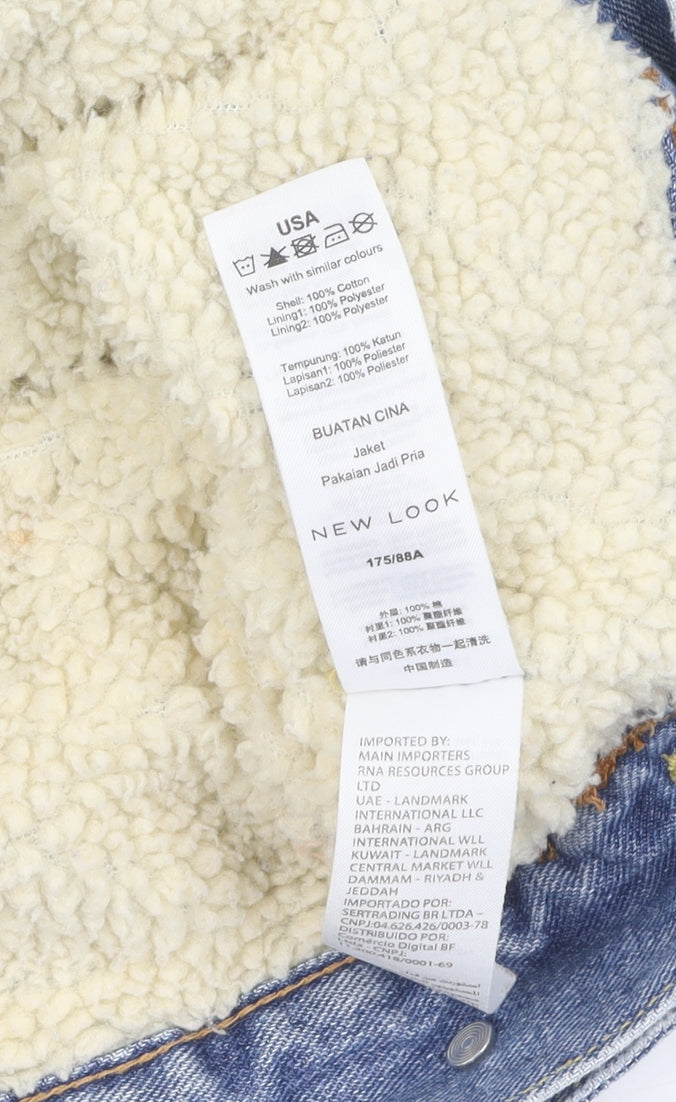 USA
Wash with similar colours
Shell: 100% Cotton
Lining1: 100% Polyester
Lining2: 100% Polyester
Tempurung: 100% Katun
Lapisan1: 100% Poliester
Lapisan2: 100% Poliester
BUATAN CINA
Jaket
Pakaian Jadi Pria
NEW LOOK
175/88A
外层: 100% 棉
衬里1: 100% 聚酯纤维
衬里2: 100% 聚酯纤维
请与同色系衣物一起清洗
中国制造
IMPORTED BY:
MAIN IMPORTERS
RNA RESOURCES GROUP
LTD
UAE - LANDMARK
INTERNATIONAL LLC
BAHRAIN - ARG
INTERNATIONAL WLL
KUWAIT - LANDMARK
CENTRAL MARKET WLL
DAMMAM - RIYADH &
JEDDAH
IMPORTADO POR:
SERTRADING BR LTDA –
CNPJ:04.626.426/0003-78
DISTRIBUIDO POR:
Comércio Digital BF
Ltda - CNPJ: